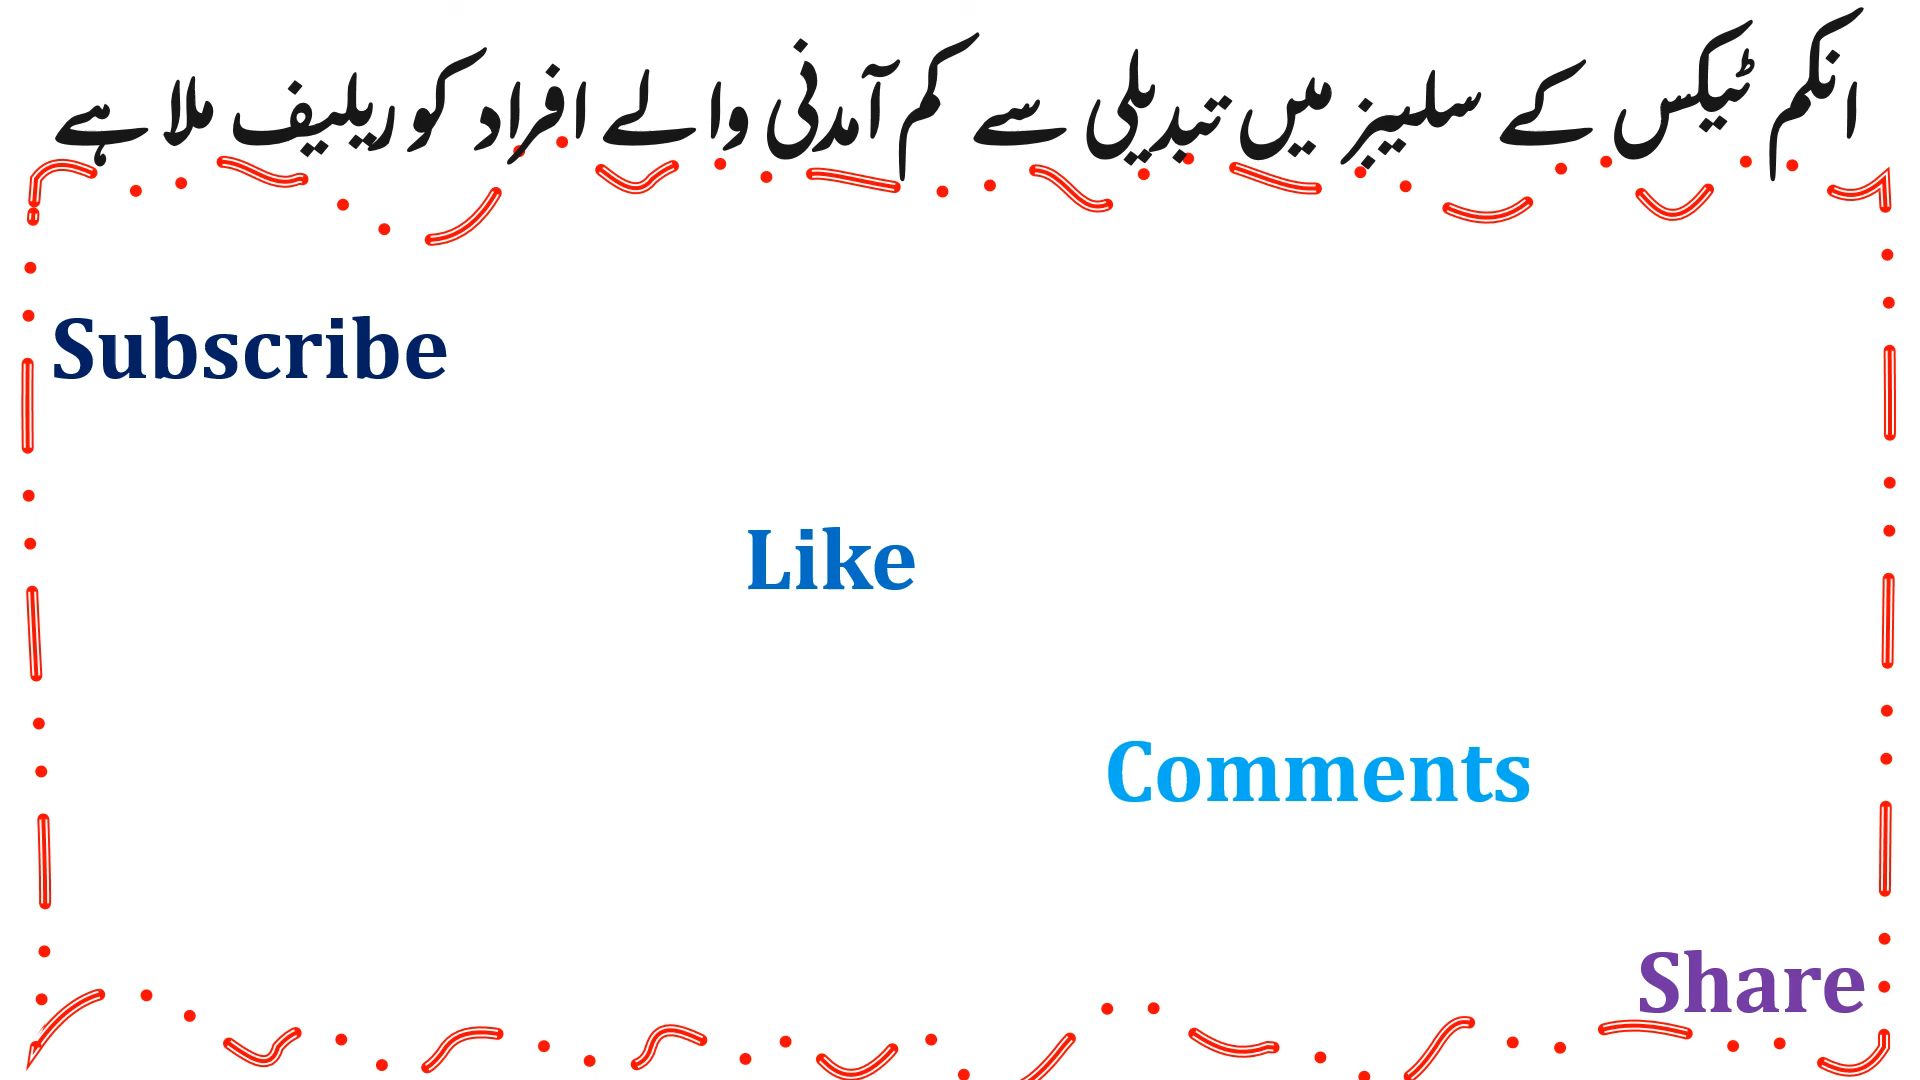 انکم ٹیکس کے سلیبز میں تبدیلی سے کم آمدنی والے افراد کو ریلیف ملا ہے
Subscribe
Like
Comments
Share